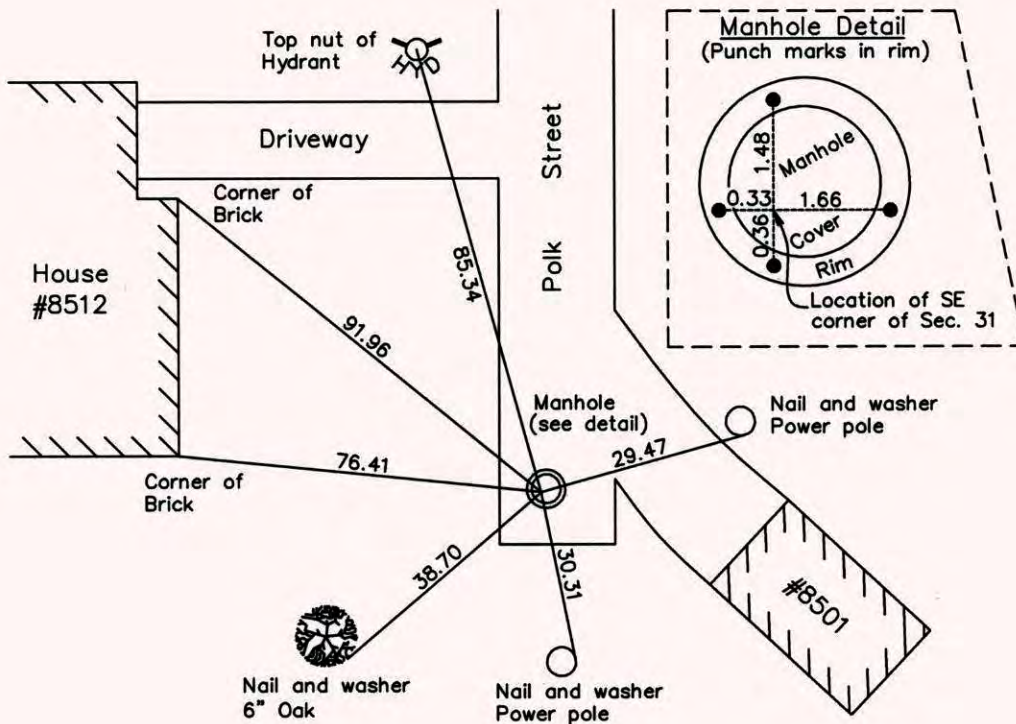 Manhole Detail
(Punch marks in rim)
Top nut of
Hydrant
HYD
Driveway
Polk Street
1.48
Manhole
0.33
1.66
0.36
Cover
Rim
Location of SE
corner of Sec. 31
Corner of
Brick
House
#8512
85.34
91.96
Manhole
(see detail)
Nail and washer
Power pole
29.47
76.41
Corner of
Brick
38.70
30.31
#8501
Nail and washer
6" Oak
Nail and washer
Power pole